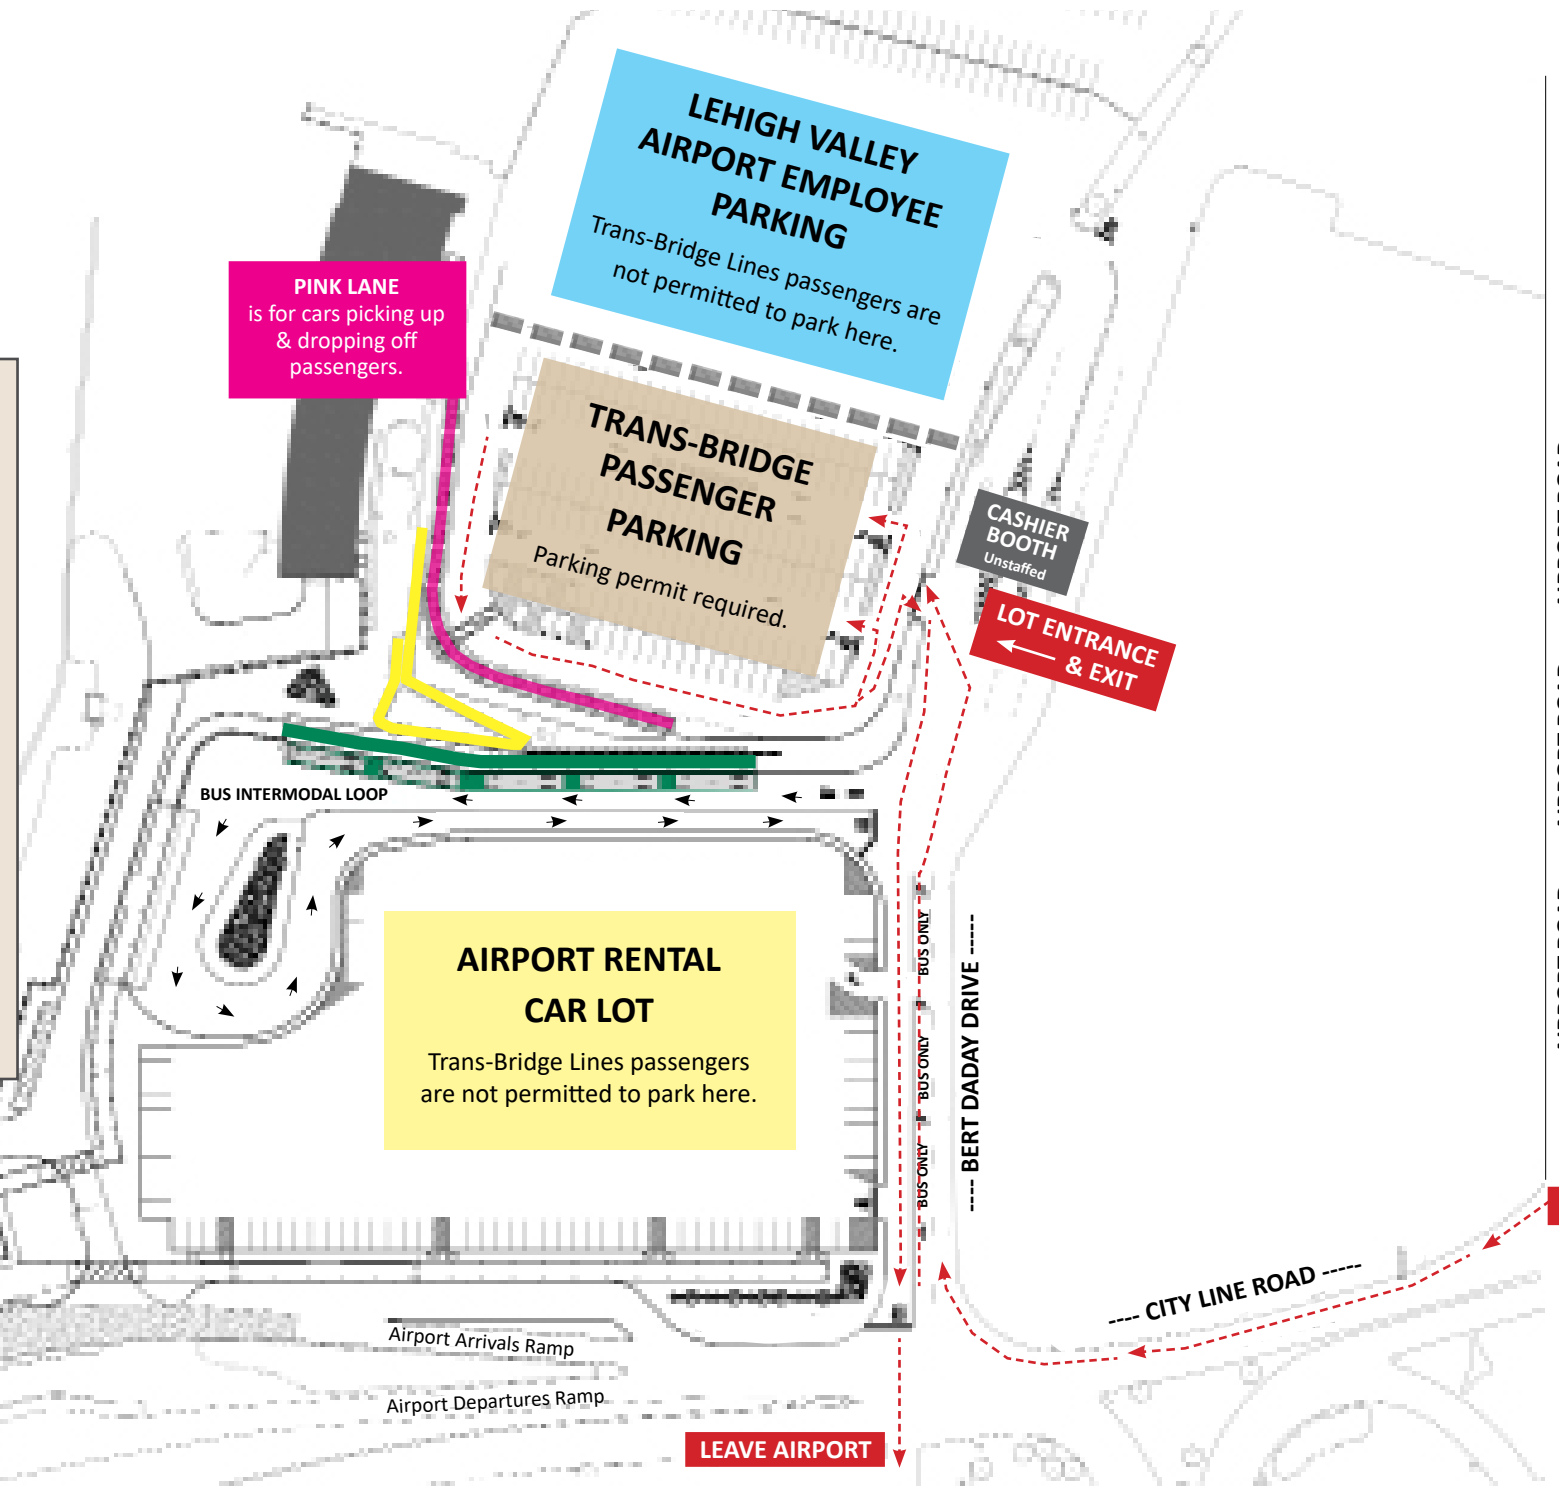 LEHIGH VALLEY
AIRPORT EMPLOYEE
PARKING
Trans-Bridge Lines passengers are
not permitted to park here.
PINK LANE
is for cars picking up
& dropping off
passengers.
TRANS-BRIDGE
PASSENGER
PARKING
Parking permit required.
CASHIER
BOOTH
Unstaffed
LOT ENTRANCE
& EXIT
BUS INTERMODAL LOOP
AIRPORT RENTAL
CAR LOT
Trans-Bridge Lines passengers
are not permitted to park here.
BUS ONLY
BUS ONLY
BUS ONLY
----- BERT DADAY DRIVE -----
---- CITY LINE ROAD -----
Airport Arrivals Ramp
Airport Departures Ramp
LEAVE AIRPORT